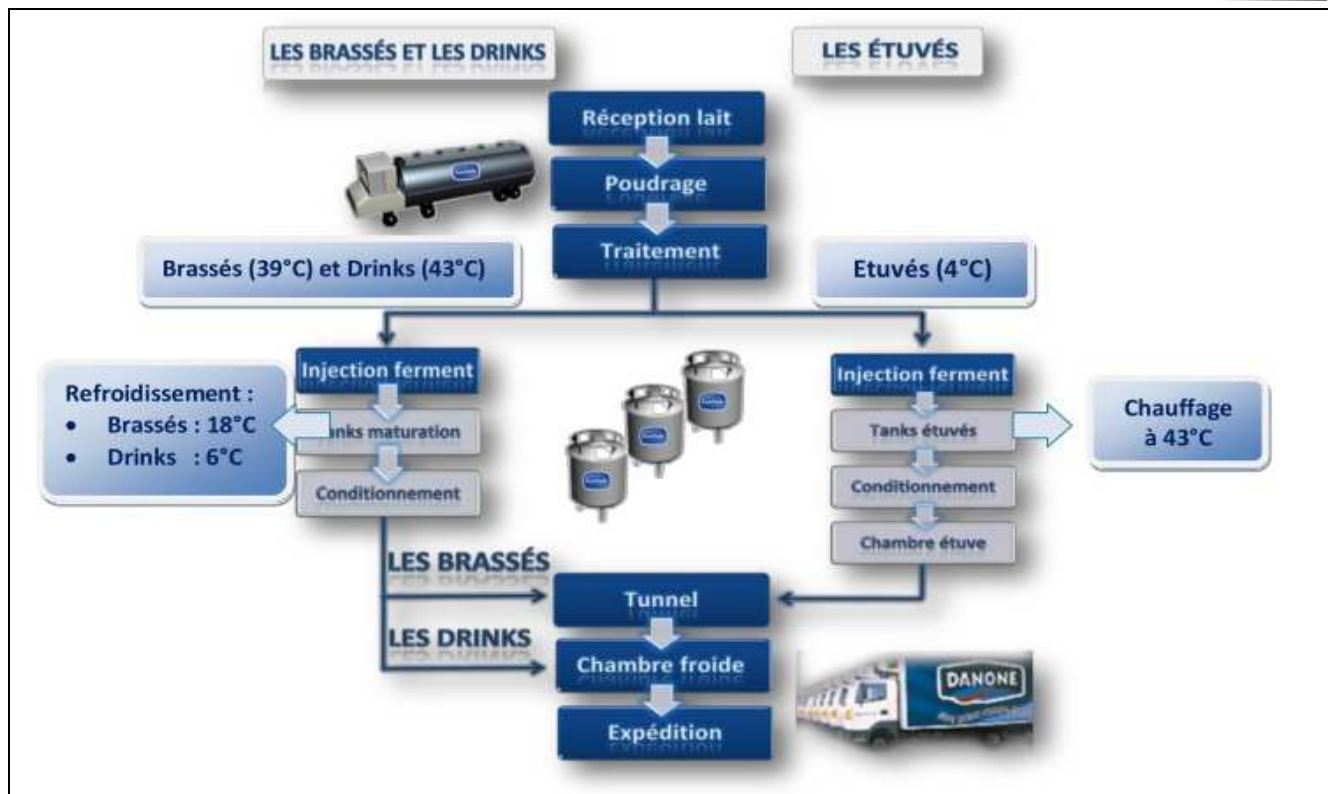 LES BRASSÉS ET LES DRINKS
LES ÉTUVÉS
Réception lait
Poudrage
Traitement
Brassés (39°C) et Drinks (43°C)
Etuvés (4°C)
Injection ferment
Tanks maturation
Conditionnement
Refroidissement :
• Brassés : 18°C
• Drinks : 6°C
Injection ferment
Tanks étuvés
Conditionnement
Chambre étuve
Chauffage
à 43°C
LES BRASSÉS
LES DRINKS
Tunnel
Chambre froide
Expédition
DANONE